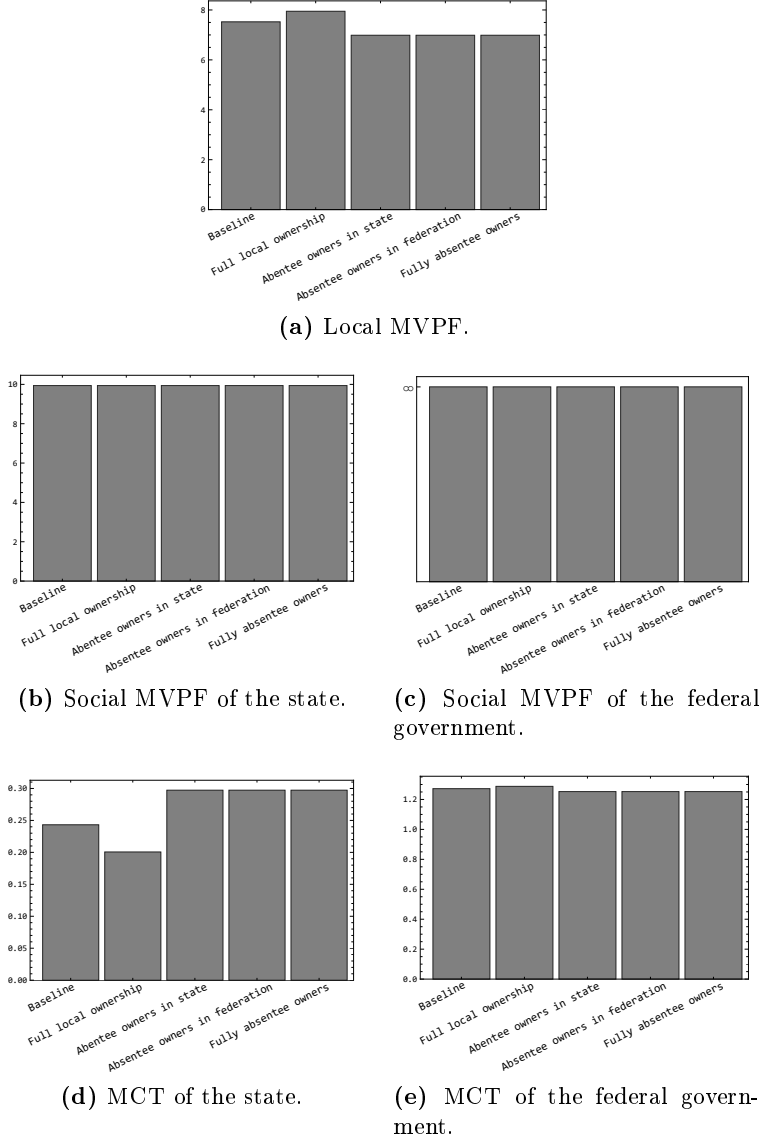 8
6
4
2
0
Baseline
Full local ownership
Abentee owners in state
Absentee owners in federation
Fully absentee owners
(a) Local MVPF.
10
8
6
4
2
0
Baseline
Full local ownership
Abentee owners in state
Absentee owners in federation
Fully absentee owners
(b) Social MVPF of the state.
∞
Baseline
Full local ownership
Abentee owners in state
Absentee owners in federation
Fully absentee owners
(c) Social MVPF of the federal
government.
0.30
0.25
0.20
0.15
0.10
0.05
0.00
Baseline
Full local ownership
Abentee owners in state
Absentee owners in federation
Fully absentee owners
(d) MCT of the state.
1.2
1.0
0.8
0.6
0.4
0.2
0.0
Baseline
Full local ownership
Abentee owners in state
Absentee owners in federation
Fully absentee owners
(e) MCT of the federal govern-
ment.